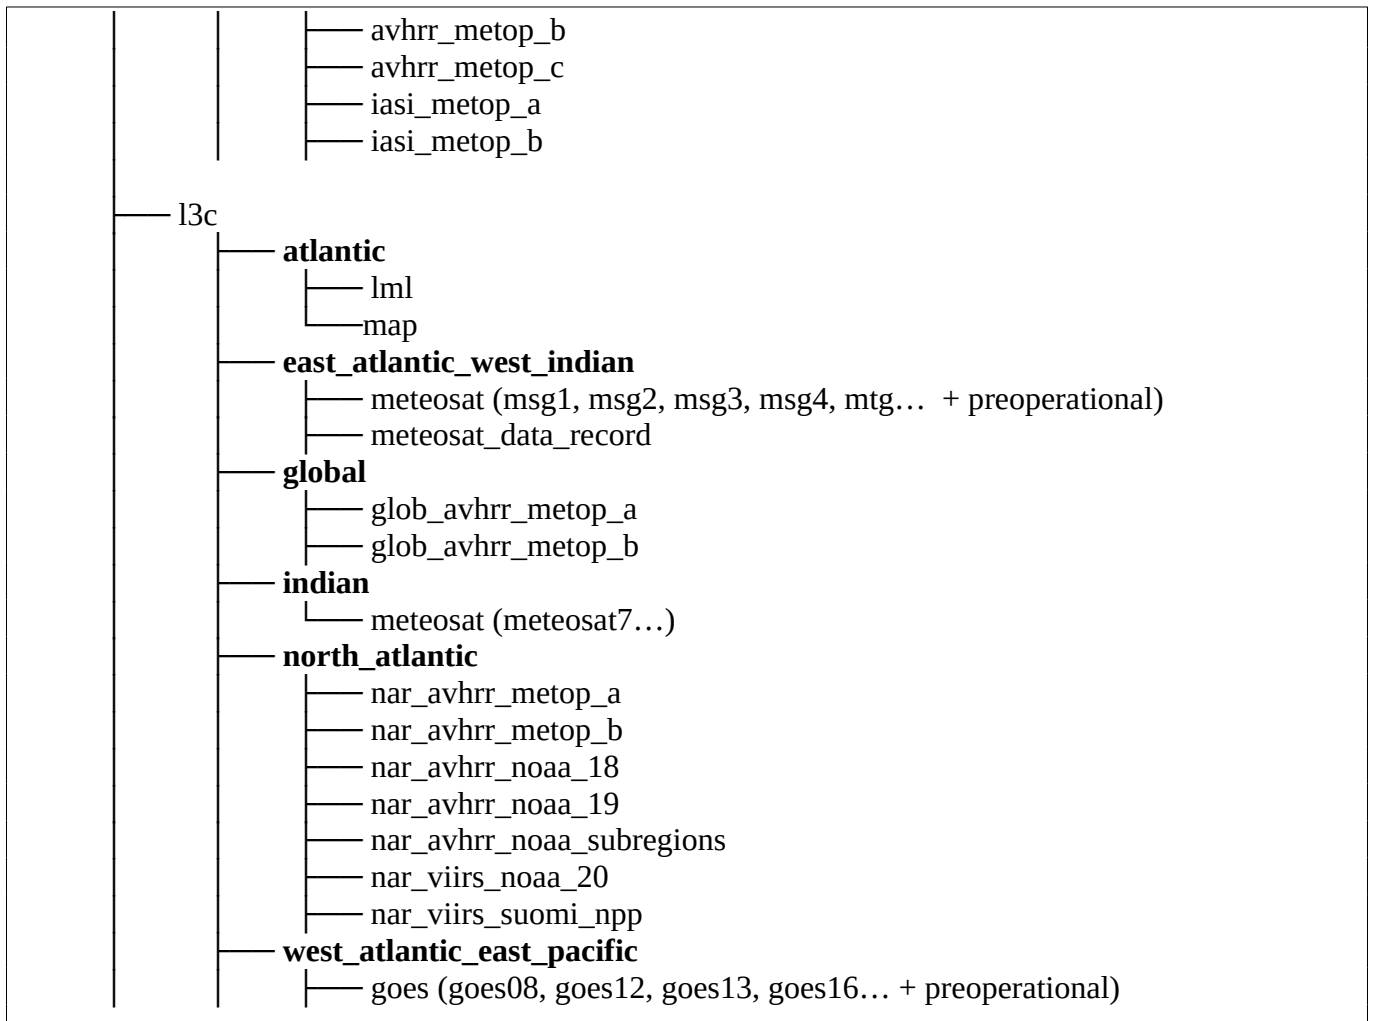 avhrr_metop_b
avhrr_metop_c
iasi_metop_a
iasi_metop_b
l3c
atlantic
lml
map
east_atlantic_west_indian
meteosat (msg1, msg2, msg3, msg4, mtg… + preoperational)
meteosat_data_record
global
glob_avhrr_metop_a
glob_avhrr_metop_b
indian
meteosat (meteosat7…)
north_atlantic
nar_avhrr_metop_a
nar_avhrr_metop_b
nar_avhrr_noaa_18
nar_avhrr_noaa_19
nar_avhrr_noaa_subregions
nar_viirs_noaa_20
nar_viirs_suomi_npp
west_atlantic_east_pacific
goes (goes08, goes12, goes13, goes16… + preoperational)